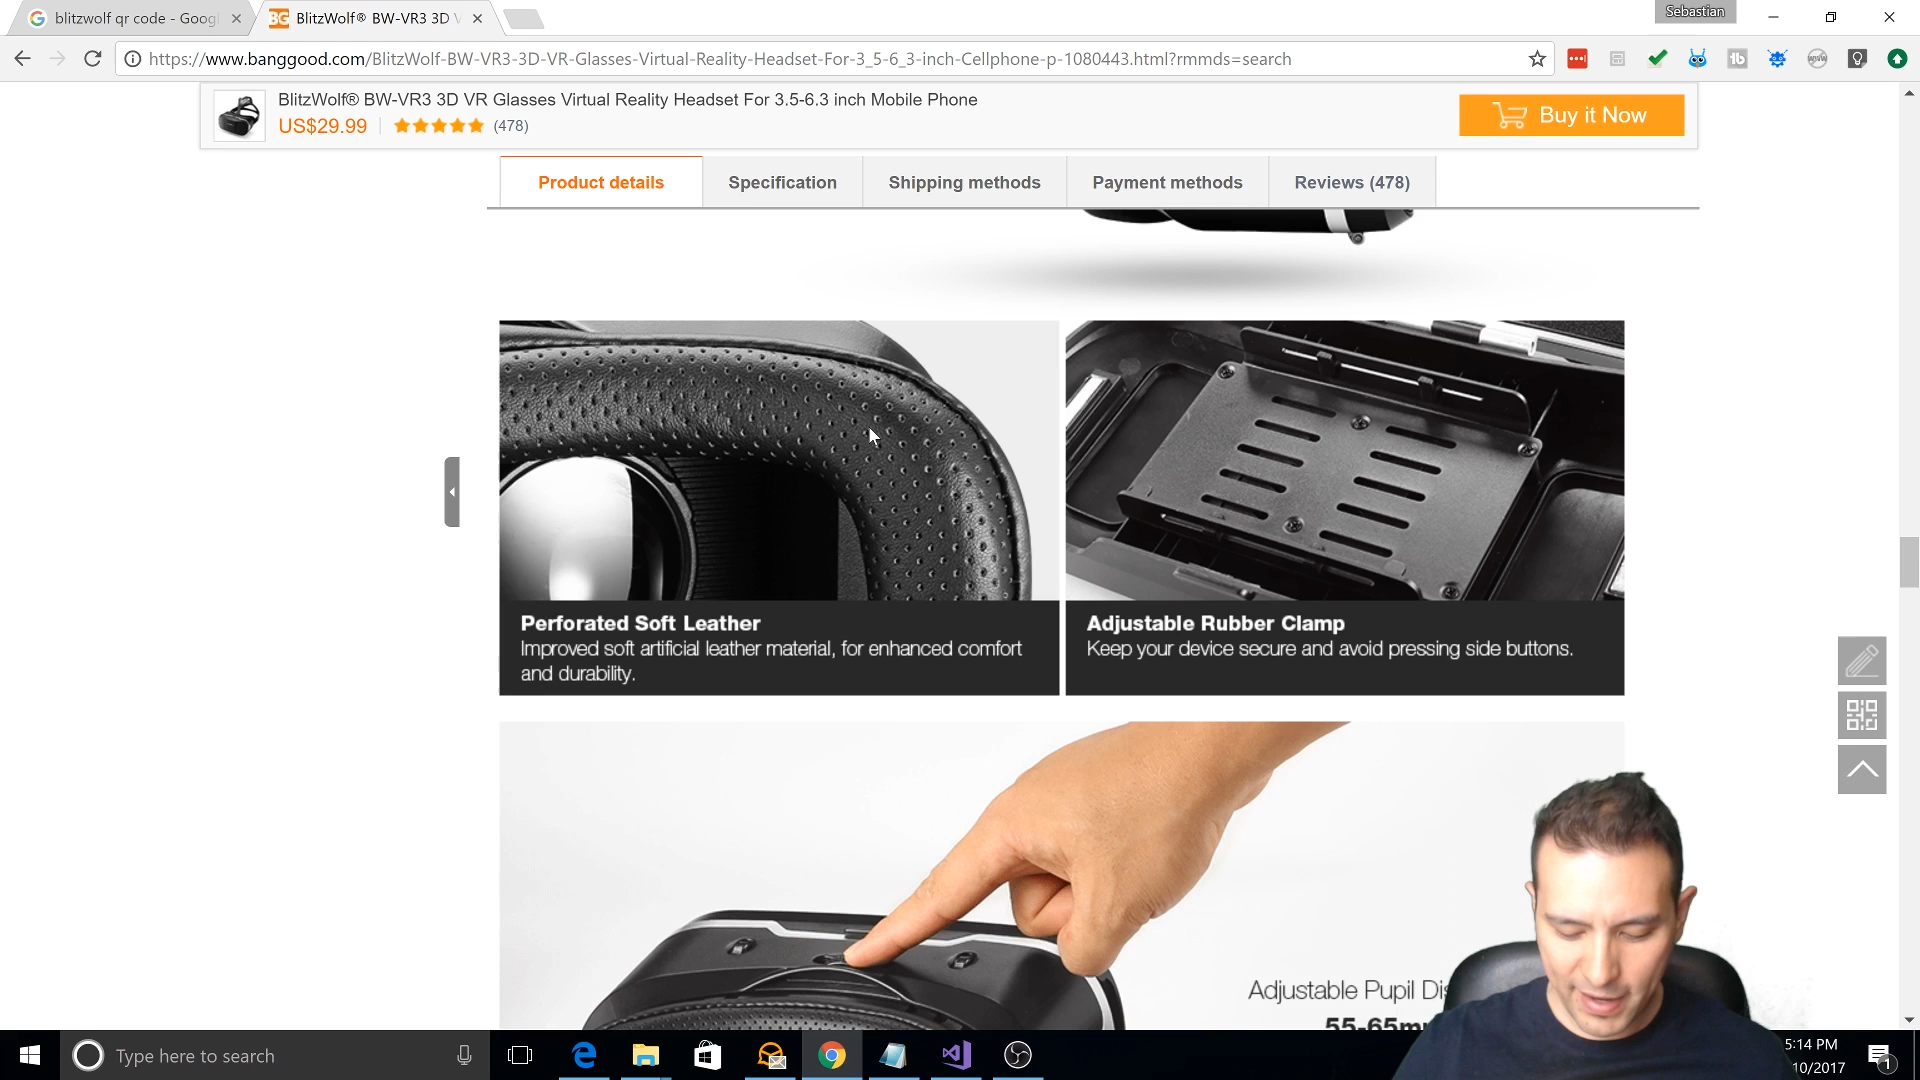 blitzwolf qr code - Goog
BG BlitzWolf® BW-VR3 3D V
Sebastian
https://www.banggood.com/BlitzWolf-BW-VR3-3D-VR-Glasses-Virtual-Reality-Headset-For-3_5-6_3-inch-Cellphone-p-1080443.html?rmmds=search
BlitzWolf® BW-VR3 3D VR Glasses Virtual Reality Headset For 3.5-6.3 inch Mobile Phone
US$29.99 (478)
Buy it Now
Product details
Specification
Shipping methods
Payment methods
Reviews (478)
Perforated Soft Leather
Improved soft artificial leather material, for enhanced comfort
and durability.
Adjustable Rubber Clamp
Keep your device secure and avoid pressing side buttons.
Adjustable Pupil Dis
55-65m
Type here to search
5:14 PM
10/2017
1